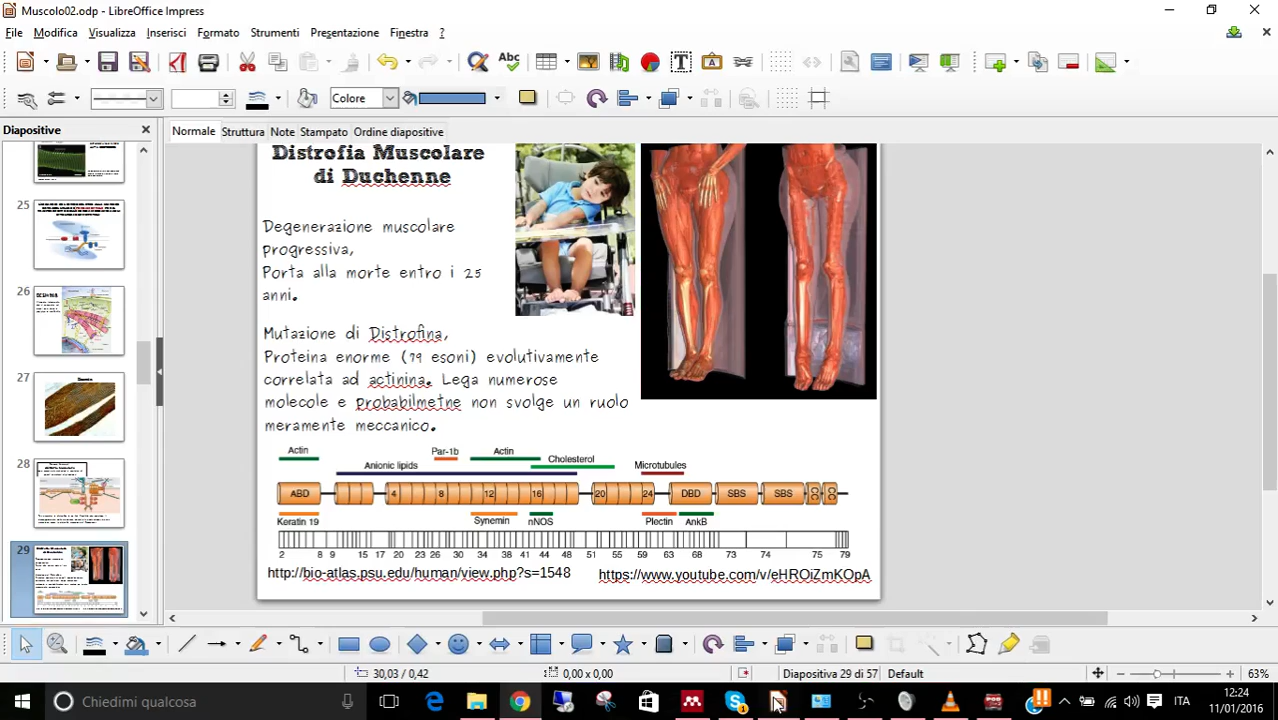 Muscolo02.odp - LibreOffice Impress
File Modifica Visualizza Inserisci Formato Strumenti Presentazione Finestra ?
Abc
Colore
Diapositive
Normale Struttura Note Stampato Ordine diapositive
25
26
27
28
29
Distrofia Muscolare
di Duchenne
Degenerazione muscolare
progressiva,
Porta alla morte entro i 25
anni.
Mutazione di Distrofina,
Proteina enorme (79 esoni) evolutivamente
correlata ad actinina. Lega numerose
molecole e probabilmetne non svolge un ruolo
meramente meccanico.
Actin Par-1b Actin
Anionic lipids Cholesterol Microtubules
ABD 4 8 12 16 20 24 DBD SBS SBS CC CC
Keratin 19 Synemin nNOS Plectin AnkB
2 8 9 15 17 20 23 26 30 34 38 41 44 48 51 55 59 63 68 73 74 75 79
http://bio-atlas.psu.edu/human/view.php?s=1548 https://www.youtube.com/v/eHROiZmKOpA
30,03 / 0,42 0,00 x 0,00 Diapositiva 29 di 57 Default 63%
Chiedimi qualcosa ITA 12:24
11/01/2016